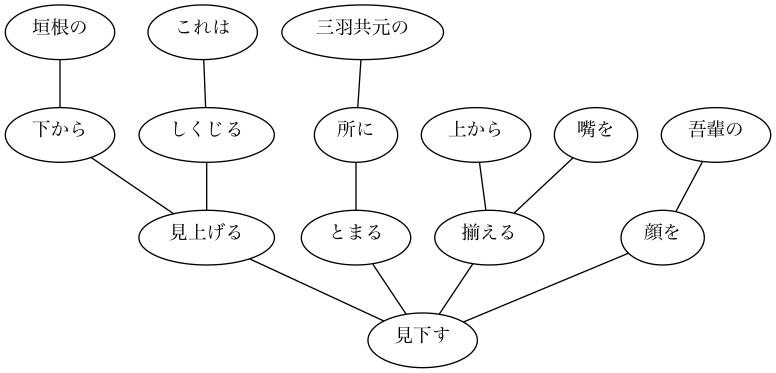 垣根の
これは
三羽共元の
下から
しくじる
所に
上から
嘴を
吾輩の
見上げる
とまる
揃える
顔を
見下す